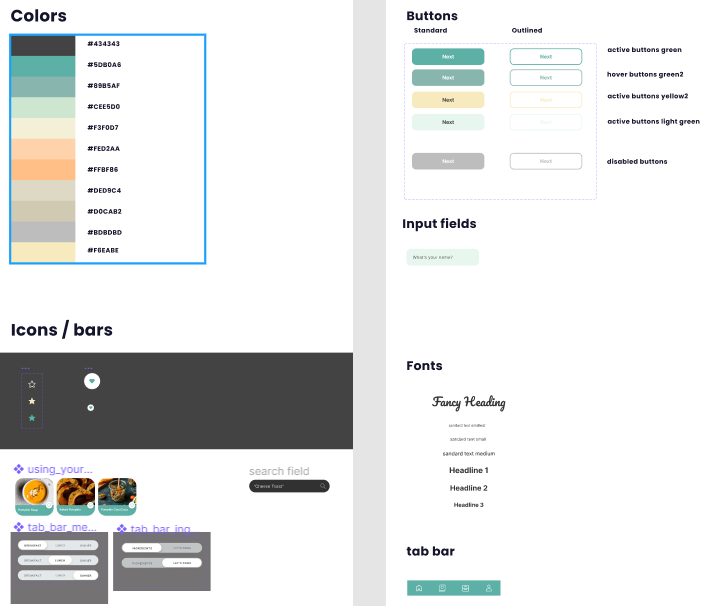 Colors
#434343
#5DB0A6
#89B5AF
#CEE5D0
#F3F0D7
#FED2AA
#FFBF86
#DED9C4
#D0CAB2
#BDBDBD
#F6EABE
Icons / bars
using_your...
search field
"Cheese Toast"
tab_bar_me...
BREAKFAST LUNCH DINNER
BREAKFAST LUNCH DINNER
BREAKFAST LUNCH DINNER
tab_bar_ing...
INGREDIENTS
INGREDIENTS
Buttons
Standard Outlined
Next Next active buttons green
Next Next hover buttons green2
Next Next active buttons yellow2
Next Next active buttons light green
Next Next disabled buttons
Input fields
What's your name?
Fonts
Fancy Heading
sandard text smallest
sandard text small
sandard text medium
Headline 1
Headline 2
Headline 3
tab bar